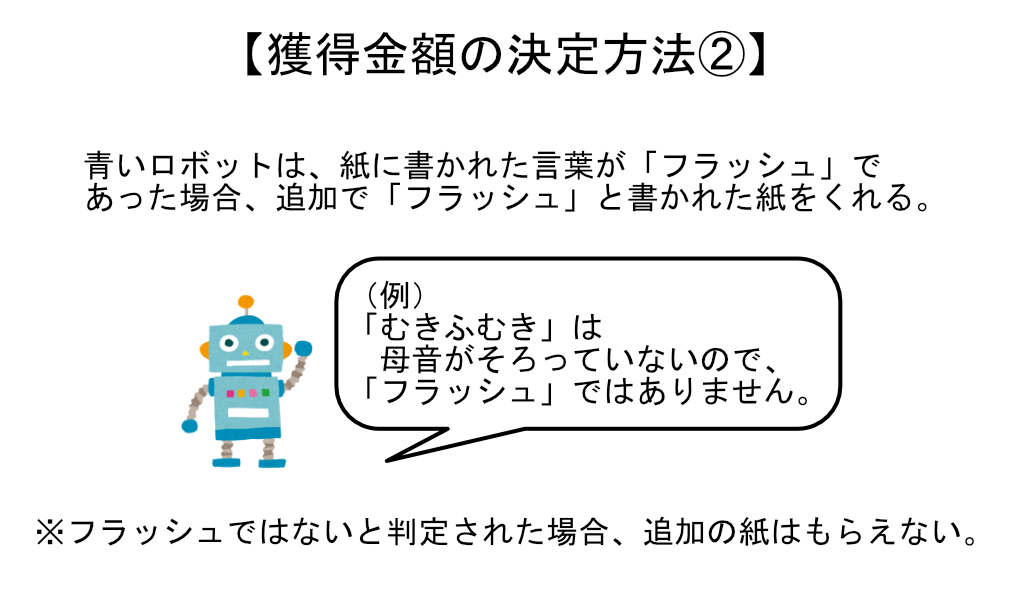 【獲得金額の決定方法②】
青いロボットは、紙に書かれた言葉が「フラッシュ」で
あった場合、追加で「フラッシュ」と書かれた紙をくれる。
（例）
「むきふむき」は
母音がそろっていないので、
「フラッシュ」ではありません。
※フラッシュではないと判定された場合、追加の紙はもらえない。